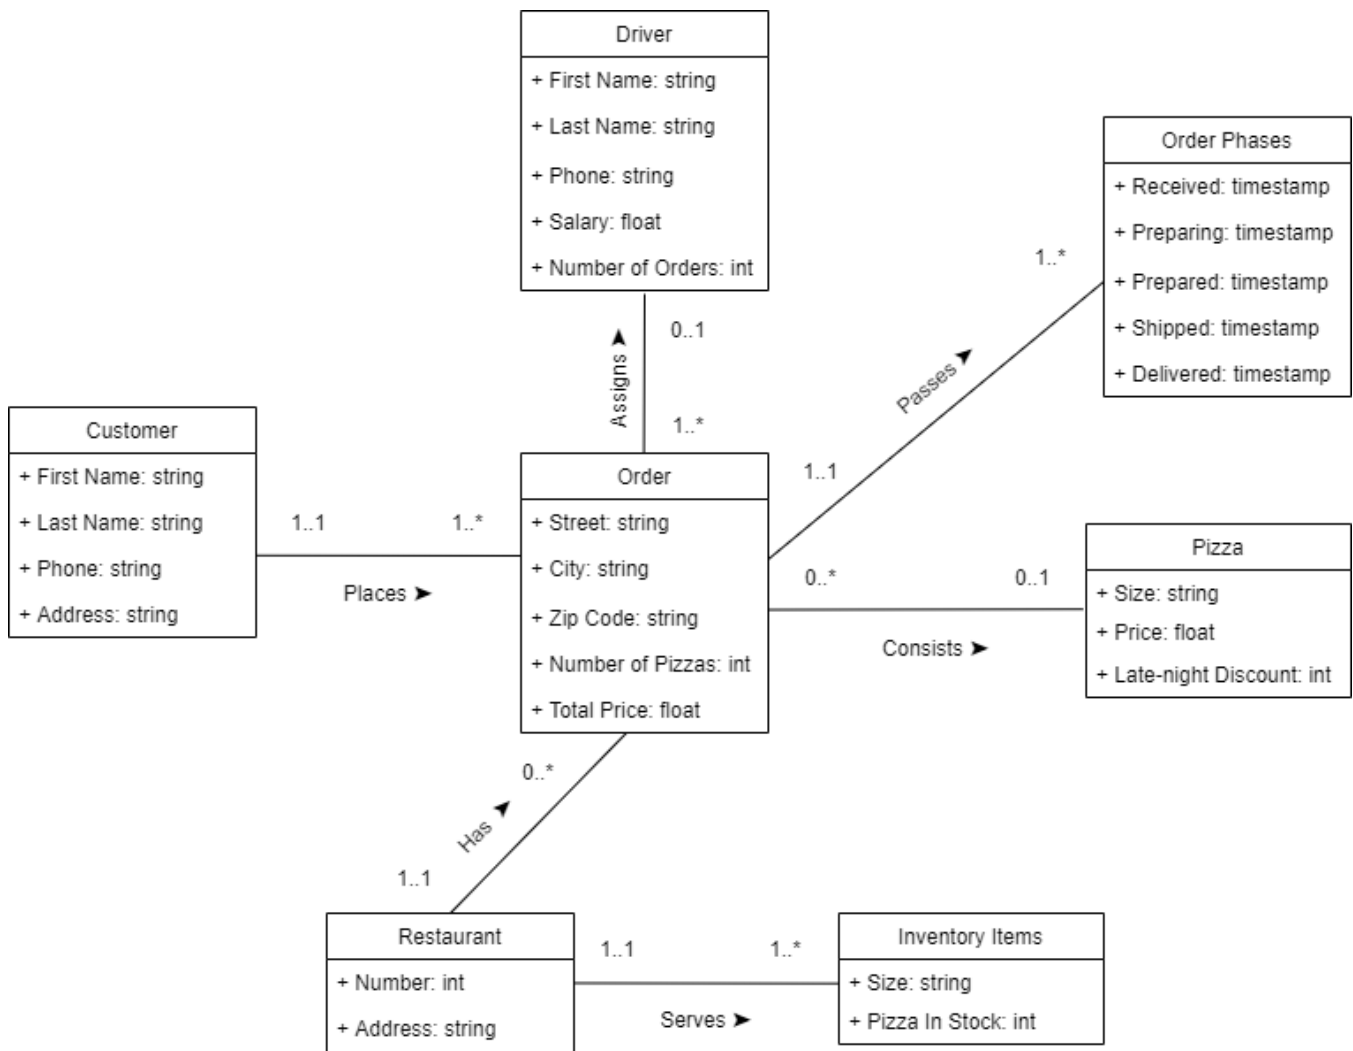 Driver
+ First Name: string
+ Last Name: string
+ Phone: string
+ Salary: float
+ Number of Orders: int
Order Phases
+ Received: timestamp
+ Preparing: timestamp
+ Prepared: timestamp
+ Shipped: timestamp
+ Delivered: timestamp
1..*
Passes
1..1
0..1
Assigns
1..*
Customer
+ First Name: string
+ Last Name: string
+ Phone: string
+ Address: string
1..1
1..*
Places
Order
+ Street: string
+ City: string
+ Zip Code: string
+ Number of Pizzas: int
+ Total Price: float
0..*
0..1
Consists
Pizza
+ Size: string
+ Price: float
+ Late-night Discount: int
0..*
Has
1..1
Restaurant
+ Number: int
+ Address: string
1..1
1..*
Serves
Inventory Items
+ Size: string
+ Pizza In Stock: int